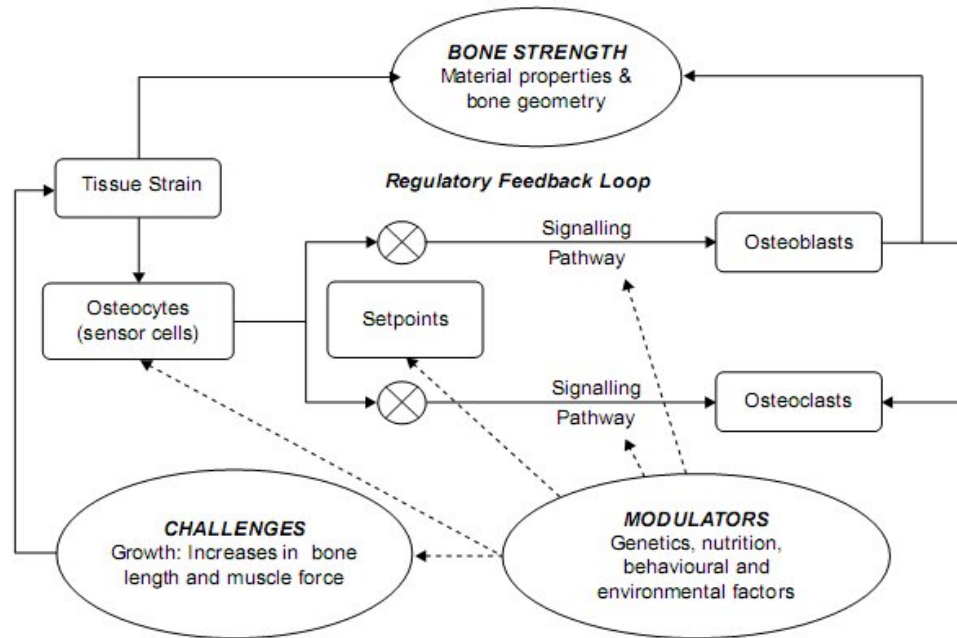 BONE STRENGTH
Material properties &
bone geometry
Tissue Strain
Regulatory Feedback Loop
Signalling
Pathway
Osteoblasts
Osteocytes
(sensor cells)
Setpoints
Signalling
Pathway
Osteoclasts
CHALLENGES
Growth: Increases in bone
length and muscle force
MODULATORS
Genetics, nutrition,
behavioural and
environmental factors